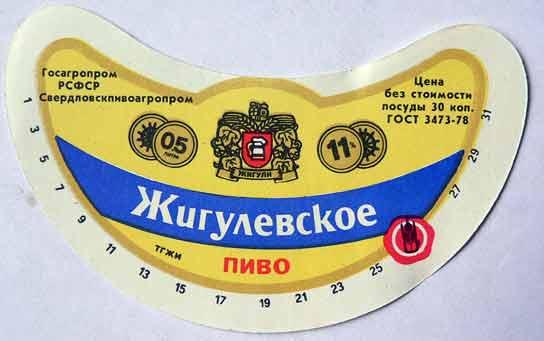 Госагропром
РСФСР
Свердловскпивоагропром
Цена
без стоимости
посуды 30 коп.
ГОСТ 3473-78
05
литра
ЖИГУЛИ
11%
Жигулевское
тгжи
ПИВО
1 3 5 7 9 11 13 15 17 19 21 23 25 27 29 31